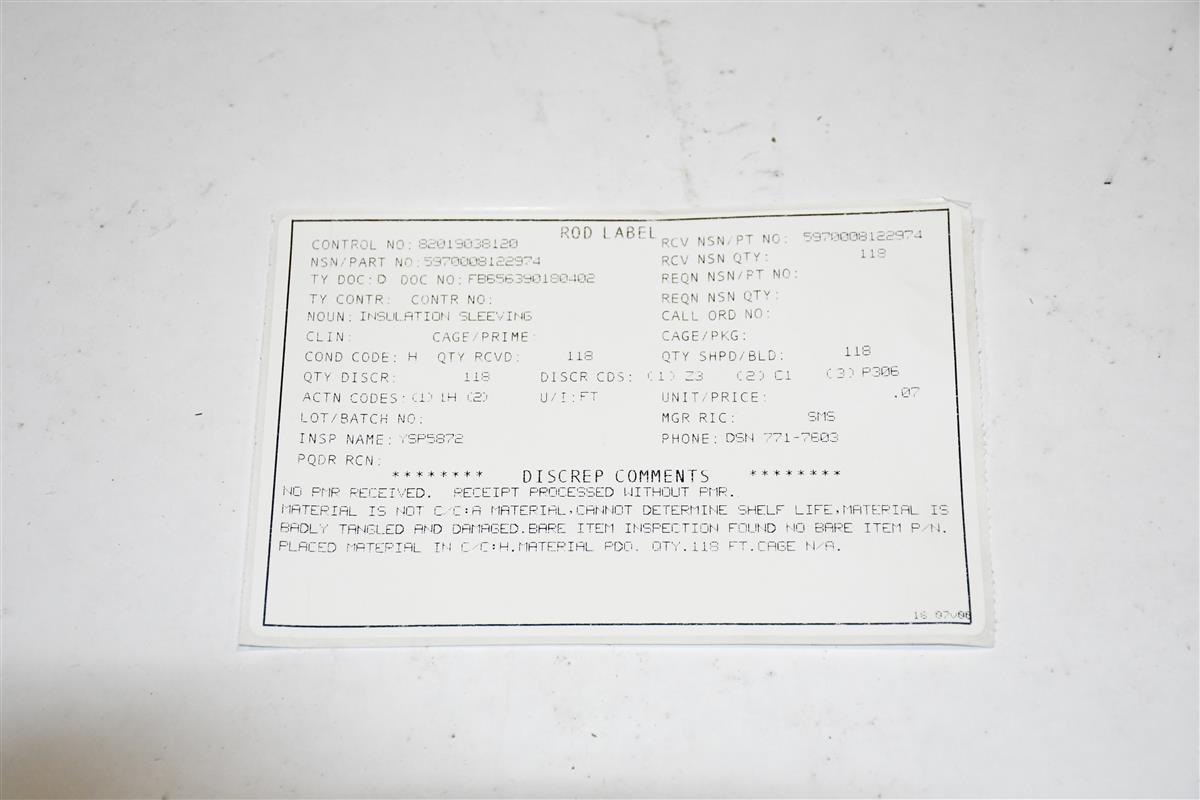 ROD LABEL
CONTROL NO: 82019038120 RCV NSN/PT NO: 5970008122974
NSN/PART NO: 5970008122974 RCV NSN QTY: 118
TY DOC: D DOC NO: FB656390180402 REQN NSN/PT NO:
TY CONTR: CONTR NO: REQN NSN QTY:
NOUN: INSULATION SLEEVING CALL ORD NO:
CLIN: CAGE/PRIME: CAGE/PKG:
COND CODE: H QTY RCVD: 118 QTY SHPD/BLD: 118
QTY DISCR: 118 DISCR CDS: (1) Z3 (2) C1 (3) P306
ACTN CODES: (1) 1H (2) U/I: FT UNIT/PRICE: .07
LOT/BATCH NO: MGR RIC: SMS
INSP NAME: YSP5872 PHONE: DSN 771-7603
PQDR RCN:
******** DISCREP COMMENTS ********
NO PMR RECEIVED. RECEIPT PROCESSED WITHOUT PMR.
MATERIAL IS NOT C/C:A MATERIAL,CANNOT DETERMINE SHELF LIFE,MATERIAL IS
BADLY TANGLED AND DAMAGED.BARE ITEM INSPECTION FOUND NO BARE ITEM P/N.
PLACED MATERIAL IN C/C:H.MATERIAL PDO. QTY.118 FT.CAGE N/A.